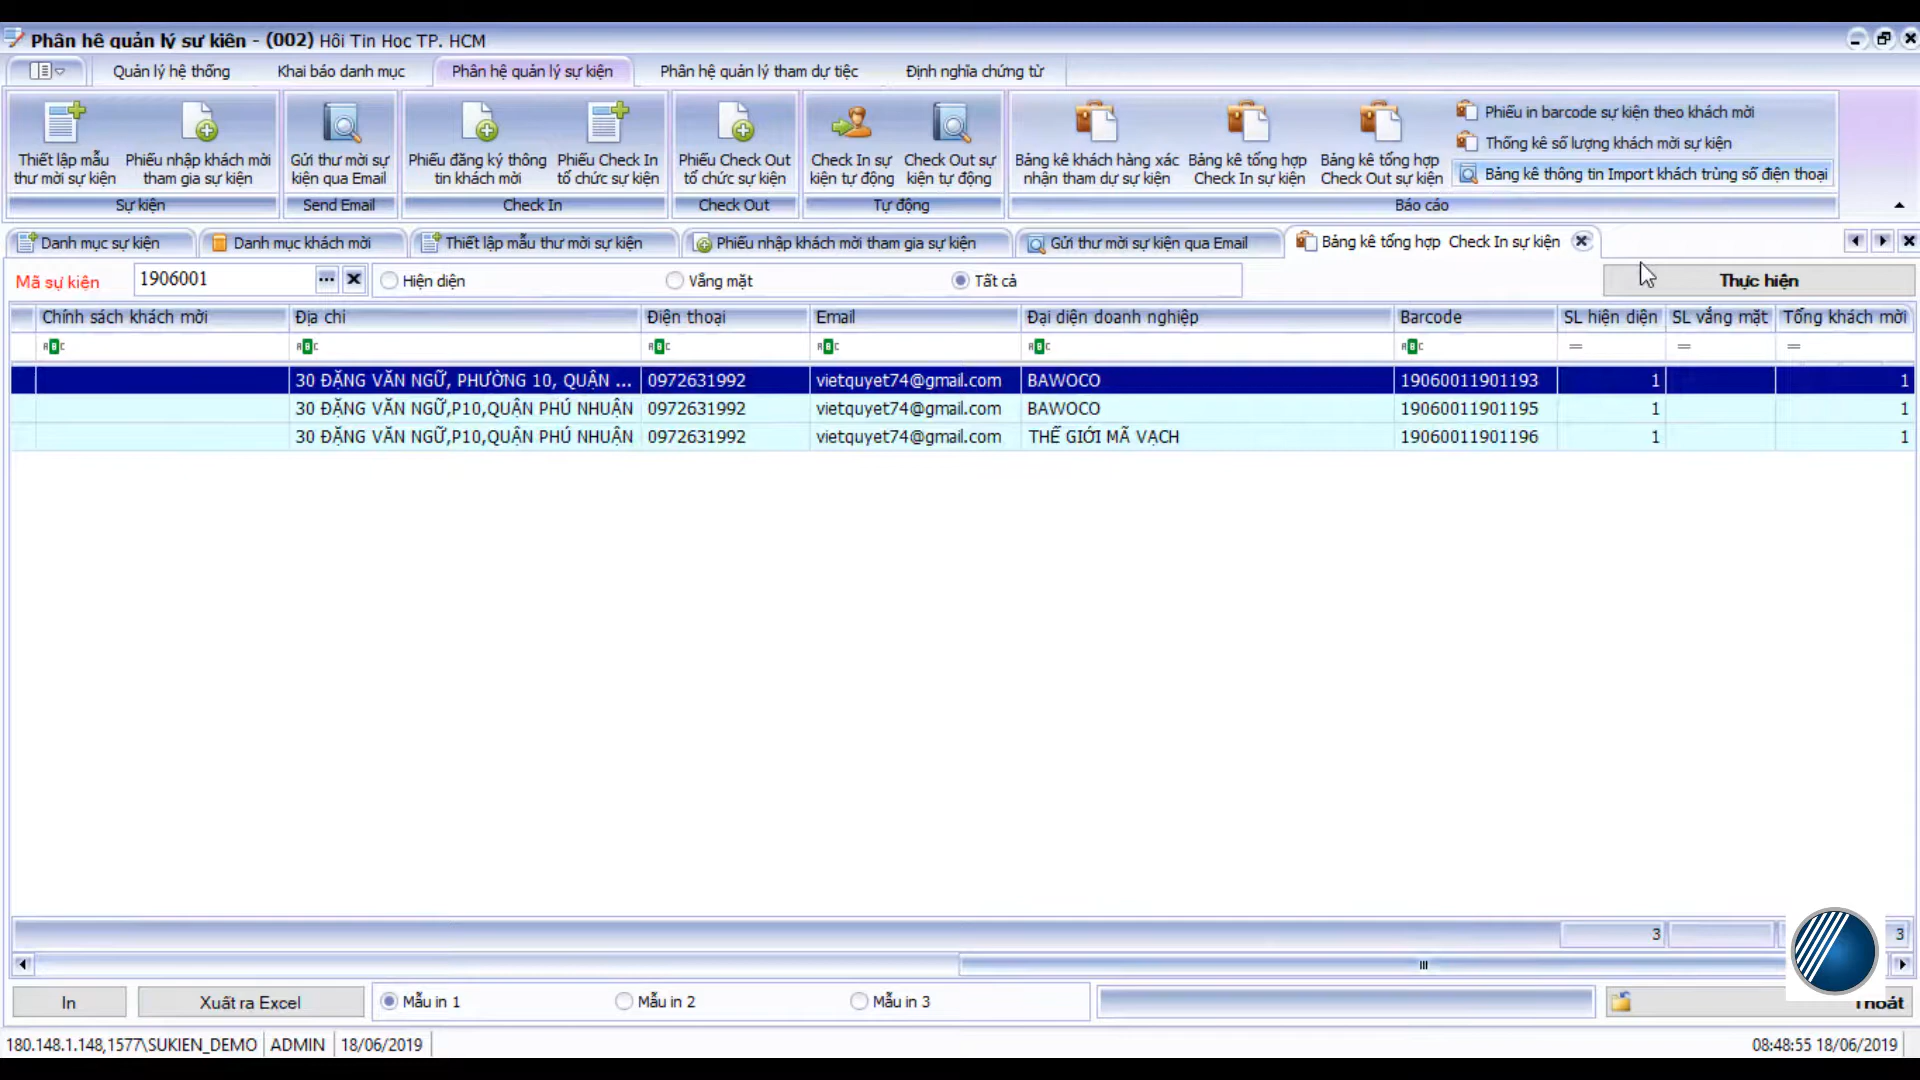 Phân hệ quản lý sự kiện - (002) Hội Tin Học TP. HCM
Quản lý hệ thống Khai báo danh mục Phân hệ quản lý sự kiện Phân hệ quản lý tham dự tiệc Định nghĩa chứng từ
Thiết lập mẫu thư mời sự kiện
Phiếu nhập khách mời tham gia sự kiện
Gửi thư mời sự kiện qua Email
Phiếu đăng ký thông tin khách mời
Phiếu Check In tổ chức sự kiện
Phiếu Check Out tổ chức sự kiện
Check In sự kiện tự động
Check Out sự kiện tự động
Bảng kê khách hàng xác nhận tham dự sự kiện
Bảng kê tổng hợp Check In sự kiện
Bảng kê tổng hợp Check Out sự kiện
Phiếu in barcode sự kiện theo khách mời
Thống kê số lượng khách mời sự kiện
Bảng kê thông tin Import khách trùng số điện thoại
Sự kiện Send Email Check In Check Out Tự động Báo cáo
Danh mục sự kiện Danh mục khách mời Thiết lập mẫu thư mời sự kiện Phiếu nhập khách mời tham gia sự kiện Gửi thư mời sự kiện qua Email Bảng kê tổng hợp Check In sự kiện
Mã sự kiện 1906001 ... Hiện diện Vắng mặt Tất cả Thực hiện
Chính sách khách mời Địa chỉ Điện thoại Email Đại diện doanh nghiệp Barcode SL hiện diện SL vắng mặt Tổng khách mời
ABC ABC ABC ABC ABC ABC = = =
30 ĐẶNG VĂN NGỮ, PHƯỜNG 10, QUẬN ... 0972631992 vietquyet74@gmail.com BAWOCO 19060011901193 1 1
30 ĐẶNG VĂN NGỮ,P10,QUẬN PHÚ NHUẬN 0972631992 vietquyet74@gmail.com BAWOCO 19060011901195 1 1
30 ĐẶNG VĂN NGỮ,P10,QUẬN PHÚ NHUẬN 0972631992 vietquyet74@gmail.com THẾ GIỚI MÃ VẠCH 19060011901196 1 1
3 3
In Xuất ra Excel Mẫu in 1 Mẫu in 2 Mẫu in 3 Thoát
180.148.1.148,1577\SUKIEN_DEMO ADMIN 18/06/2019 08:48:55 18/06/2019